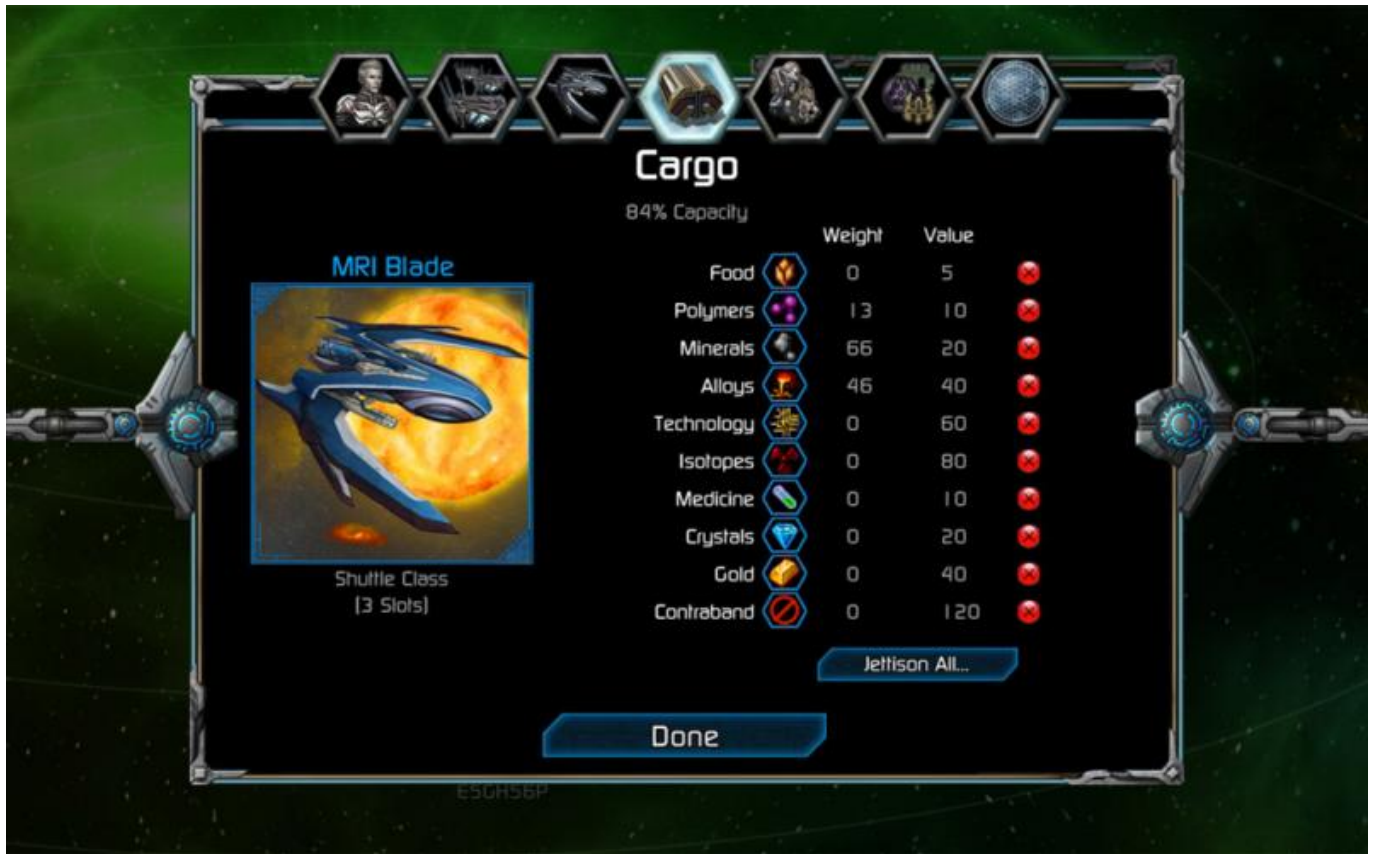 Cargo
84% Capacity
Weight Value
MRI Blade
Food 0 5
Polymers 13 10
Minerals 66 20
Alloys 46 40
Technology 0 60
Isotopes 0 80
Medicine 0 10
Crystals 0 20
Gold 0 40
Contraband 0 120
Shuttle Class
(3 Slots)
Jettison All...
Done